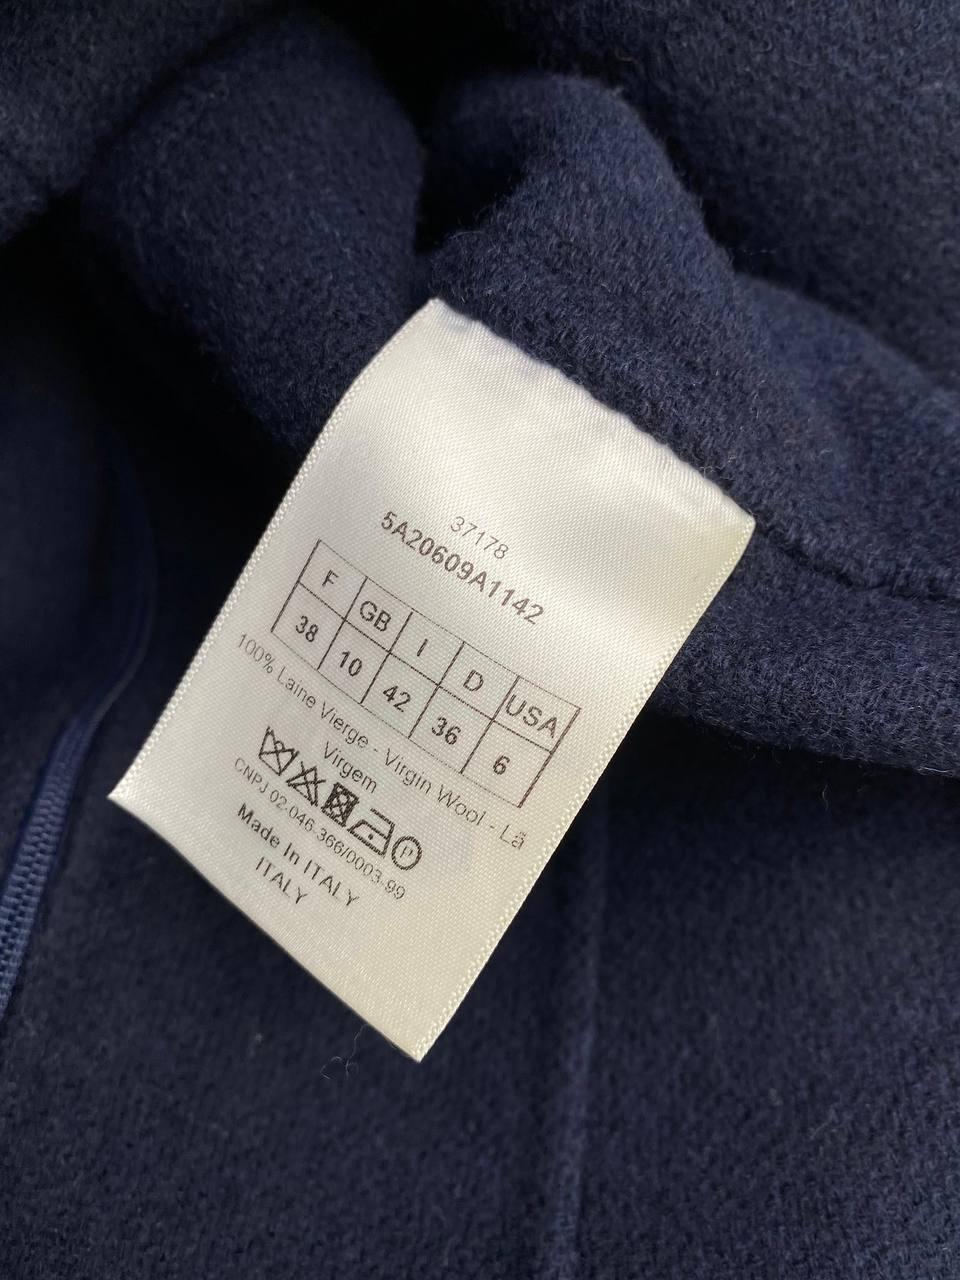 37178
5A20609A1142
F GB I D USA
38 10 42 36 6
100% Laine Vierge - Virgin Wool - Lã
Virgem
CNPJ 02-046-366/0003-99
Made In ITALY
ITALY